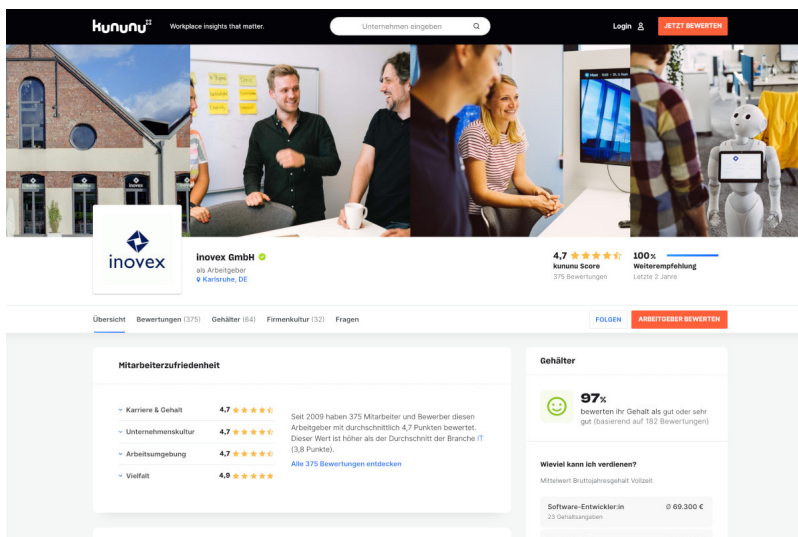 kununu
Workplace insights that matter.
Unternehmen eingeben
Login
JETZT BEWERTEN
inovex
inovex GmbH
als Arbeitgeber
Karlsruhe, DE
4,7
kununu Score
375 Bewertungen
100%
Weiterempfehlung
Letzte 2 Jahre
Übersicht Bewertungen (375) Gehälter (64) Firmenkultur (32) Fragen
FOLGEN
ARBEITGEBER BEWERTEN
Mitarbeiterzufriedenheit
Karriere & Gehalt 4,7
Unternehmenskultur 4,7
Arbeitsumgebung 4,7
Vielfalt 4,9
Seit 2009 haben 375 Mitarbeiter und Bewerber diesen
Arbeitgeber mit durchschnittlich 4,7 Punkten bewertet.
Dieser Wert ist höher als der Durchschnitt der Branche IT
(3,8 Punkte).
Alle 375 Bewertungen entdecken
Gehälter
97%
bewerten ihr Gehalt als gut oder sehr
gut (basierend auf 182 Bewertungen)
Wieviel kann ich verdienen?
Mittelwert Bruttojahresgehalt Vollzeit
Software-Entwickler:in Ø 69.300 €
23 Gehaltsangaben